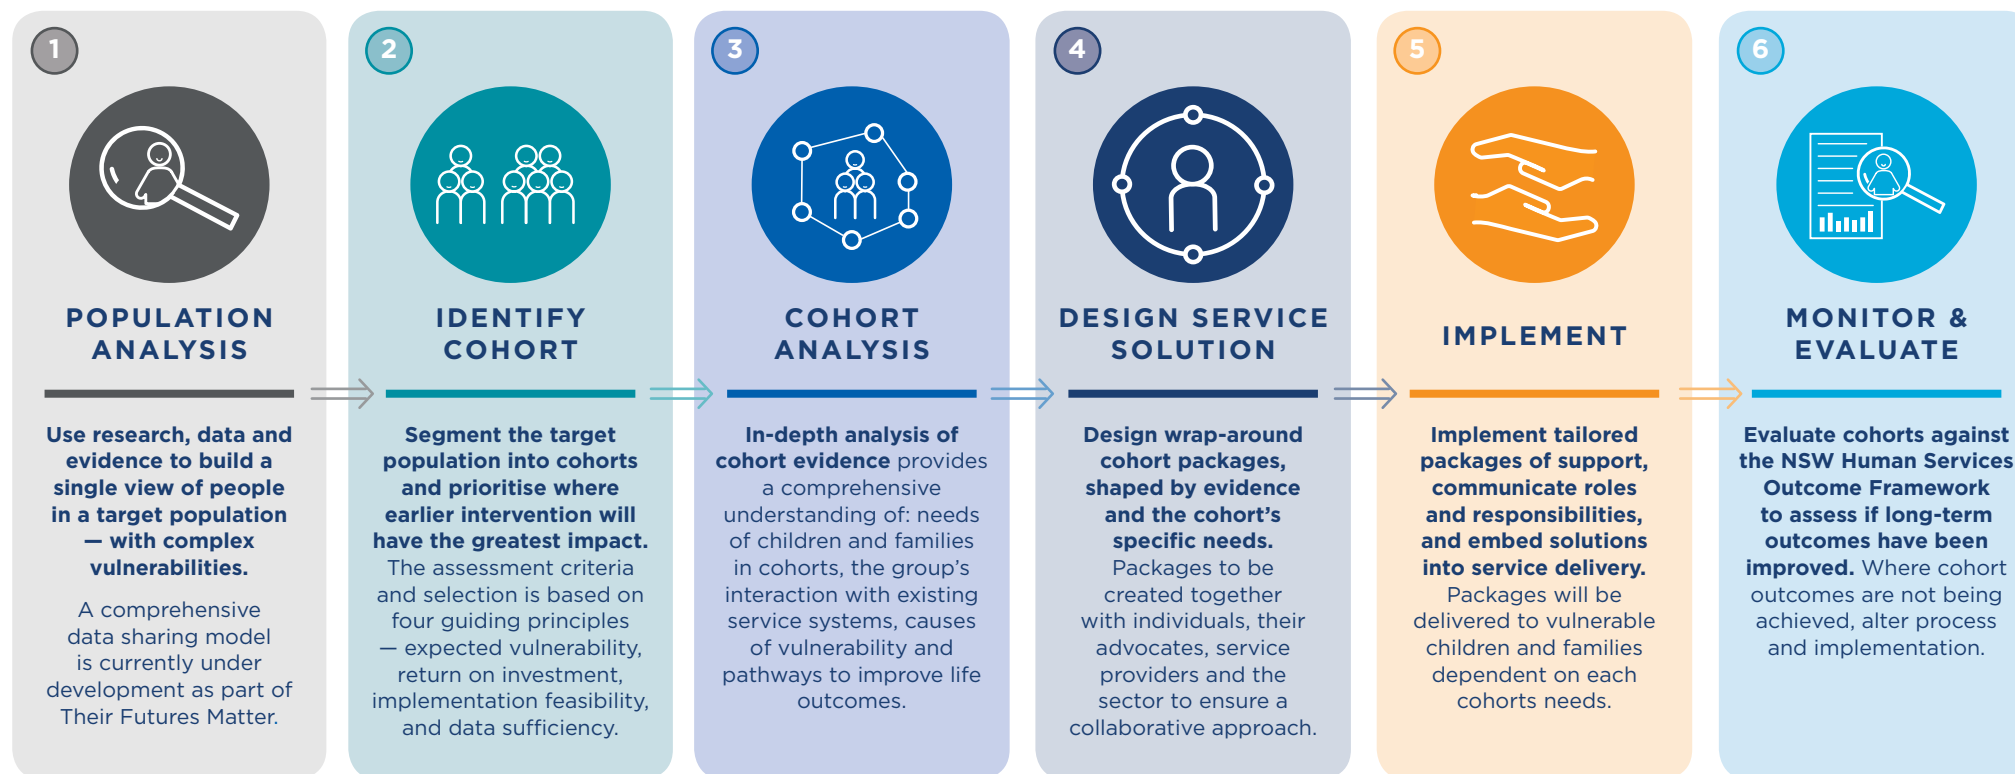 1
POPULATION
ANALYSIS
Use research, data and
evidence to build a
single view of people
in a target population
— with complex
vulnerabilities.
A comprehensive
data sharing model
is currently under
development as part of
Their Futures Matter.
2
IDENTIFY
COHORT
Segment the target
population into cohorts
and prioritise where
earlier intervention will
have the greatest impact.
The assessment criteria
and selection is based on
four guiding principles
— expected vulnerability,
return on investment,
implementation feasibility,
and data sufficiency.
3
COHORT
ANALYSIS
In-depth analysis of
cohort evidence provides
a comprehensive
understanding of: needs
of children and families
in cohorts, the group's
interaction with existing
service systems, causes
of vulnerability and
pathways to improve life
outcomes.
4
DESIGN SERVICE
SOLUTION
Design wrap-around
cohort packages,
shaped by evidence
and the cohort's
specific needs.
Packages to be
created together
with individuals, their
advocates, service
providers and the
sector to ensure a
collaborative approach.
5
IMPLEMENT
Implement tailored
packages of support,
communicate roles
and responsibilities,
and embed solutions
into service delivery.
Packages will be
delivered to vulnerable
children and families
dependent on each
cohorts needs.
6
MONITOR &
EVALUATE
Evaluate cohorts against
the NSW Human Services
Outcome Framework
to assess if long-term
outcomes have been
improved. Where cohort
outcomes are not being
achieved, alter process
and implementation.